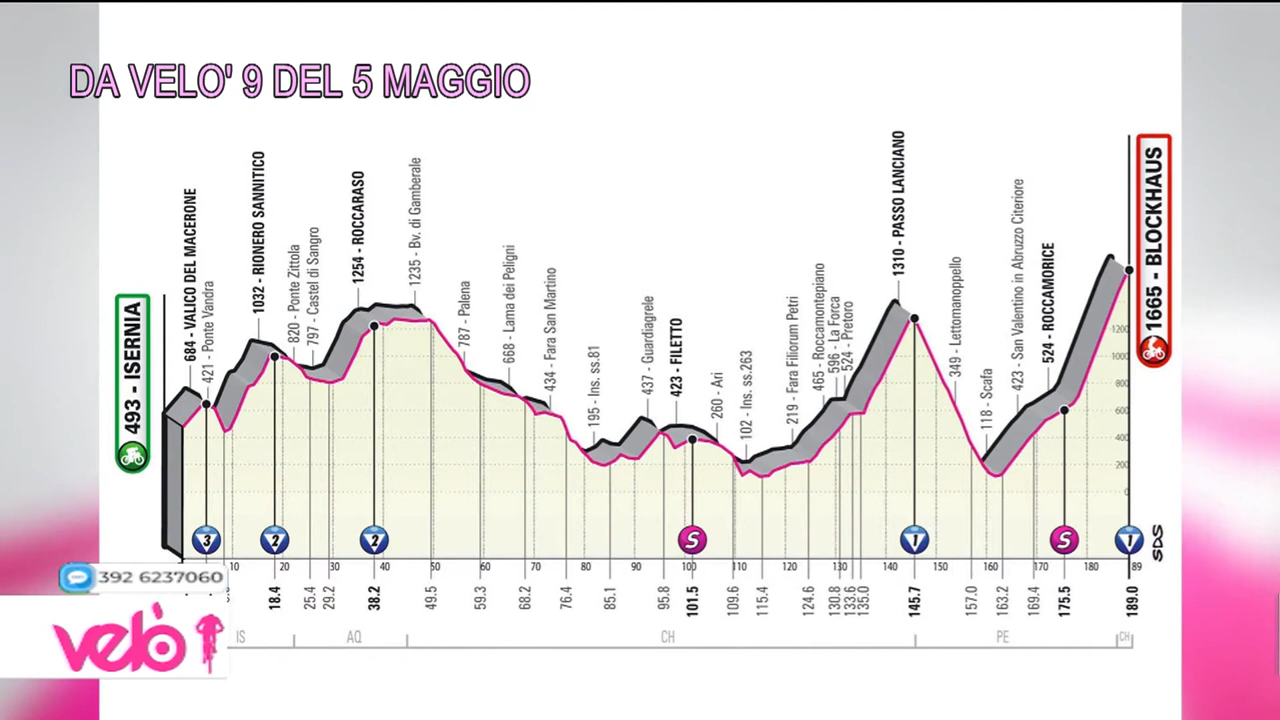 DA VELO' 9 DEL 5 MAGGIO
493 - ISERNIA
684 - VALICO DEL MACERONE
421 - Ponte Vandra
1032 - RIONERO SANNITICO
820 - Ponte Zittola
797 - Castel di Sangro
1254 - ROCCARASO
1235 - Bv. di Gamberale
787 - Palena
668 - Lama dei Peligni
434 - Fara San Martino
195 - Ins. ss.81
437 - Guardiagrele
423 - FILETTO
260 - Ari
102 - Ins. ss.263
219 - Fara Filiorum Petri
465 - Roccamontepiano
596 - La Forca
524 - Pretoro
1310 - PASSO LANCIANO
349 - Lettomanoppello
118 - Scafa
423 - San Valentino in Abruzzo Citeriore
524 - ROCCAMORICE
1665 - BLOCKHAUS
1200
1000
800
600
400
200
0
3 2 2 S 1 S 1
SDS
10 20 30 40 50 60 70 80 90 100 110 120 130 140 150 160 170 180 89
18.4 25.4 29.2 38.2 49.5 59.3 68.2 76.4 85.1 95.8 101.5 109.6 115.4 124.6 130.8 133.6 135.0 145.7 157.0 163.2 169.4 175.5 189.0
IS AQ CH PE CH
392 6237060
velò